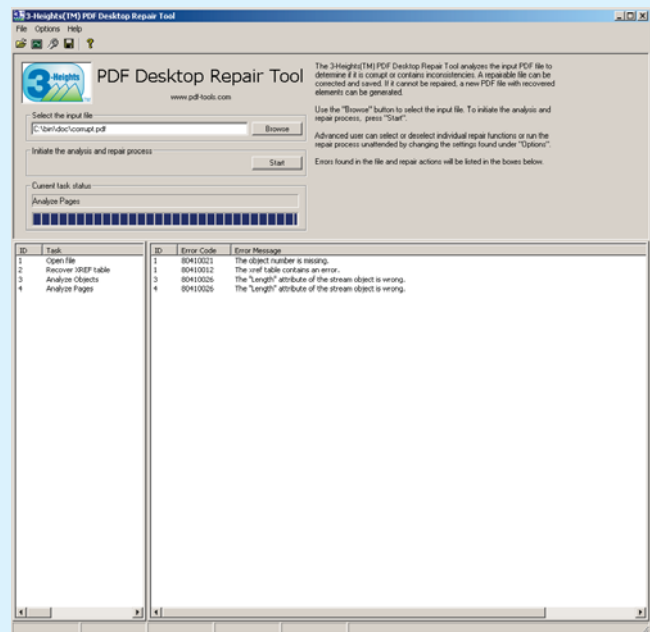 3-Heights(TM) PDF Desktop Repair Tool
File Options Help
3-Heights
PDF Desktop Repair Tool
www.pdf-tools.com
The 3-Heights(TM) PDF Desktop Repair Tool analyzes the input PDF file to
determine if it is corrupt or contains inconsistencies. A repairable file can be
corrected and saved. If it cannot be repaired, a new PDF file with recovered
elements can be generated.
Use the "Browse" button to select the input file. To initiate the analysis and
repair process, press "Start".
Advanced user can select or deselect individual repair functions or run the
repair process unattended by changing the settings found under "Options".
Errors found in the file and repair actions will be listed in the boxes below.
Select the input file
C:\bin\doc\corrupt.pdf Browse
Initiate the analysis and repair process
Start
Current task status
Analyze Pages
ID Task
1 Open file
2 Recover XREF table
3 Analyze Objects
4 Analyze Pages
ID Error Code Error Message
1 80410021 The object number is missing.
1 80410012 The xref table contains an error.
3 80410026 The "Length" attribute of the stream object is wrong.
4 80410026 The "Length" attribute of the stream object is wrong.